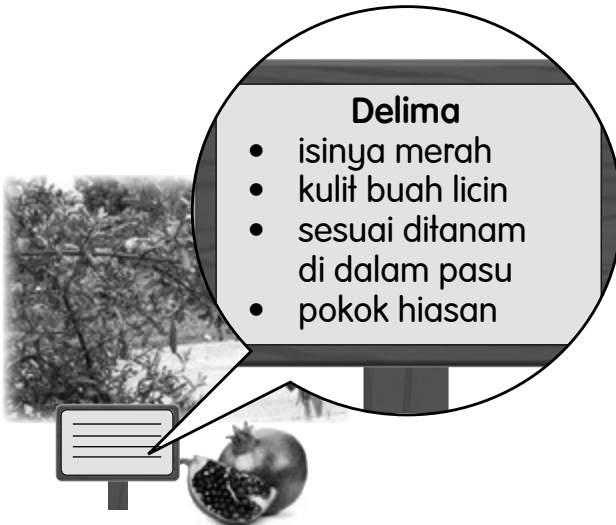 Delima
• isinya merah
• kulit buah licin
• sesuai ditanam
di dalam pasu
• pokok hiasan